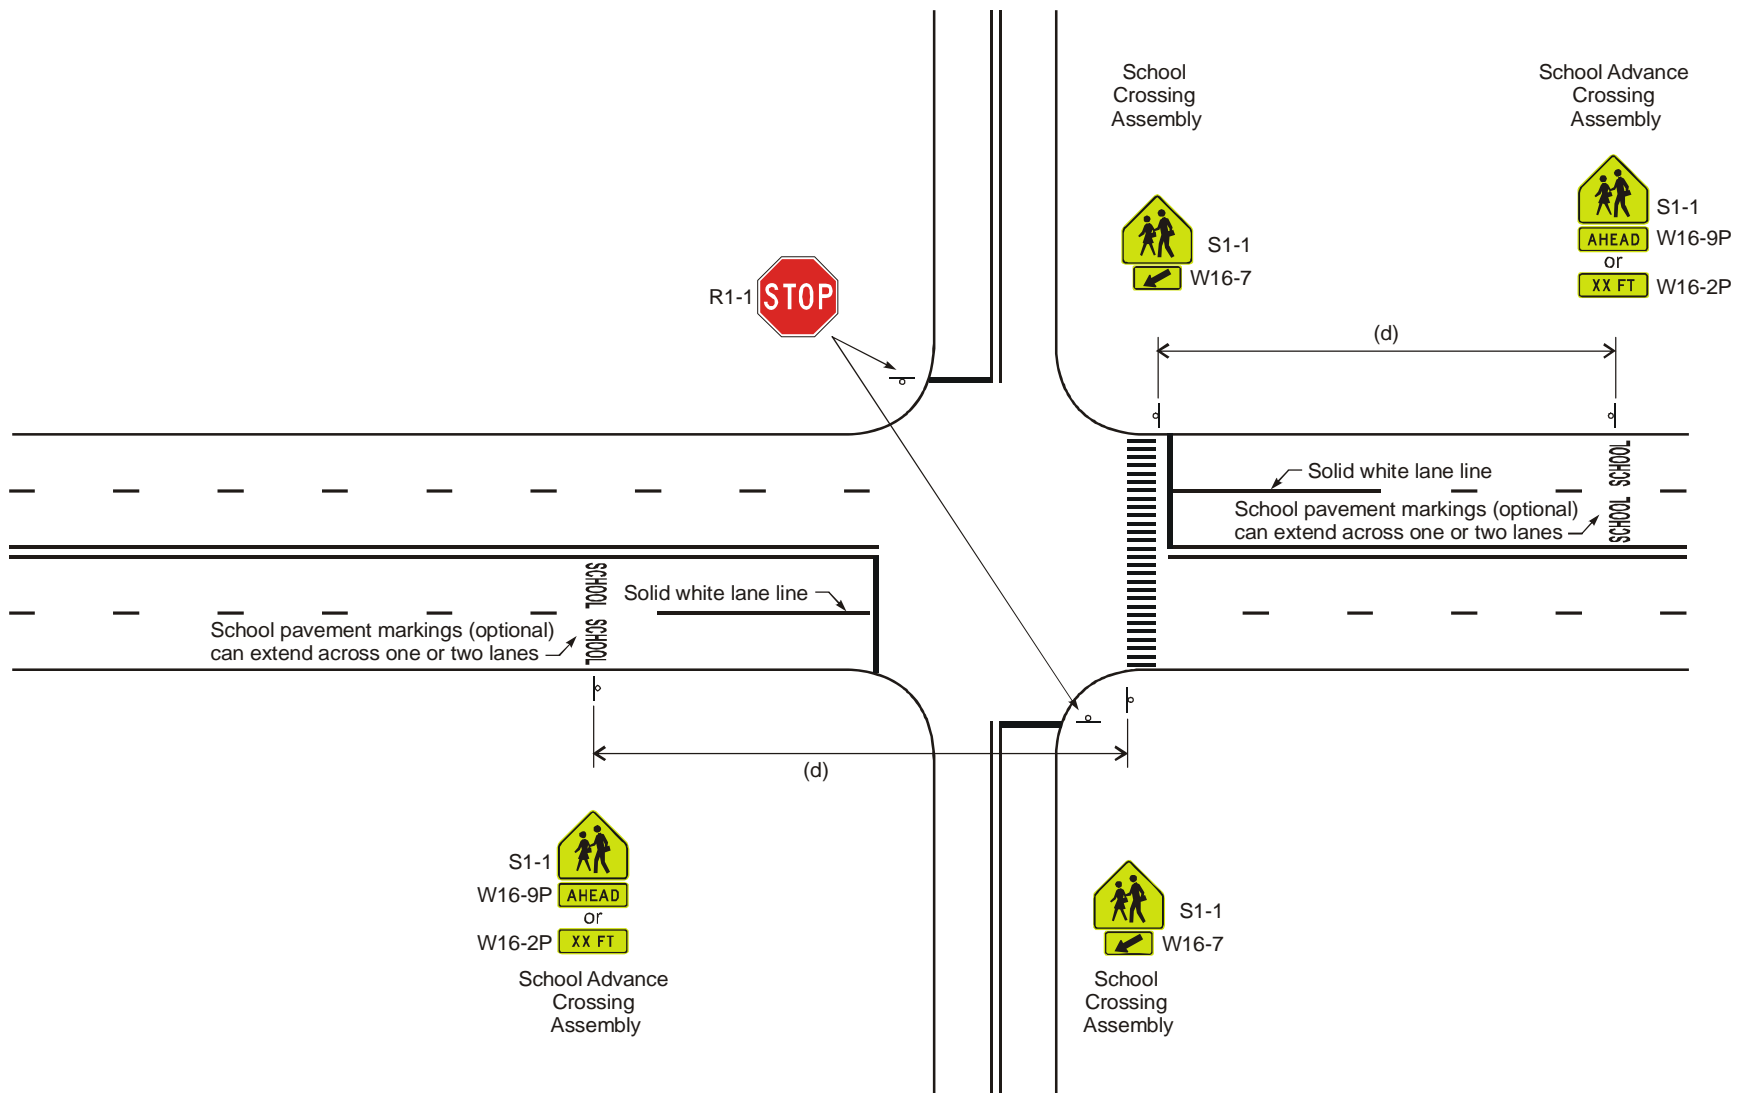 School
Crossing
Assembly
School Advance
Crossing
Assembly
S1-1
AHEAD
W16-9P
or
XX FT
W16-2P
S1-1
W16-7
R1-1
STOP
(d)
Solid white lane line
School pavement markings (optional)
can extend across one or two lanes
SCHOOL
SCHOOL
Solid white lane line
School pavement markings (optional)
can extend across one or two lanes
SCHOOL
SCHOOL
(d)
S1-1
W16-9P
AHEAD
or
W16-2P
XX FT
School Advance
Crossing
Assembly
S1-1
W16-7
School
Crossing
Assembly